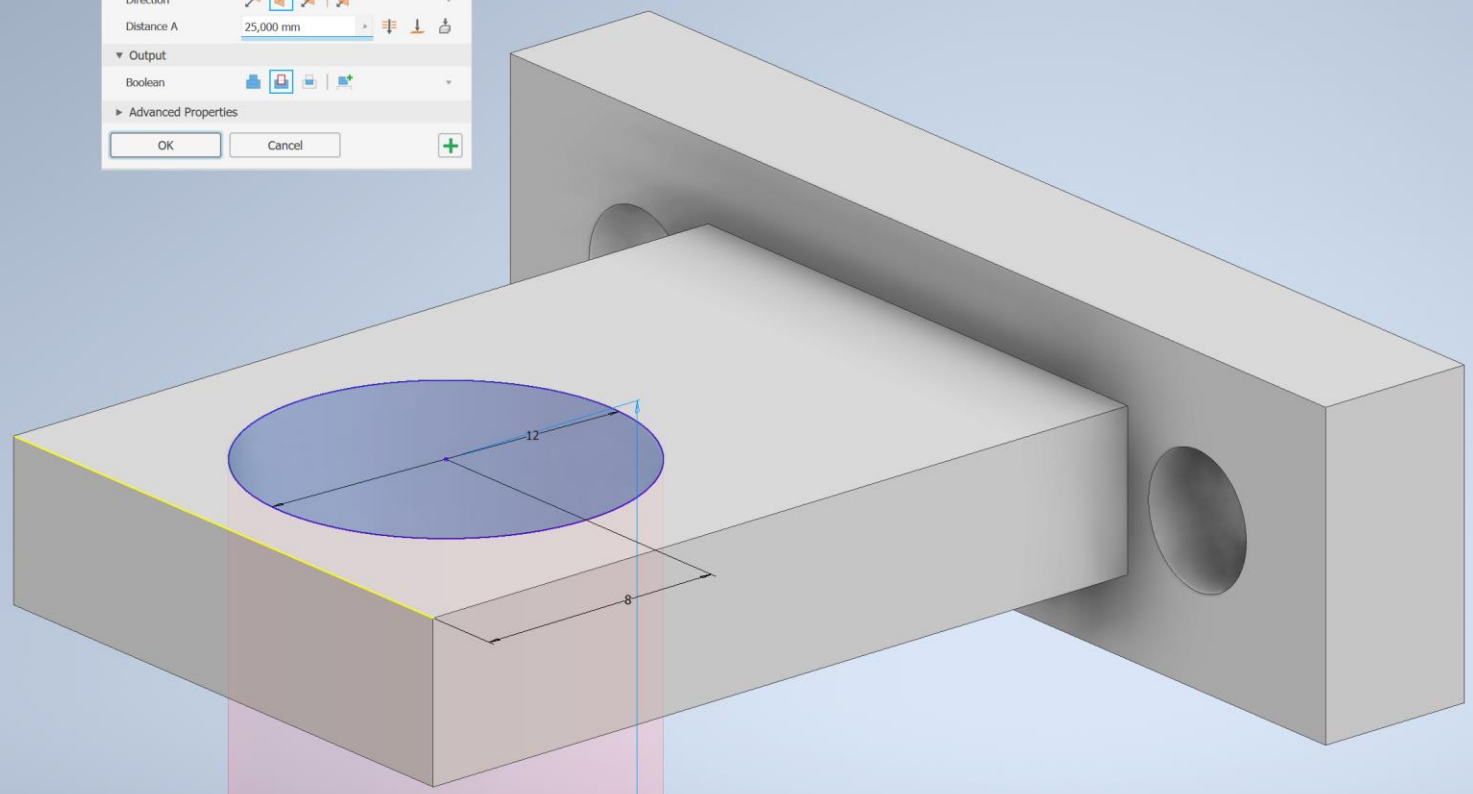 Direction
Distance A 25,000 mm
Output
Boolean
Advanced Properties
OK Cancel
12
8